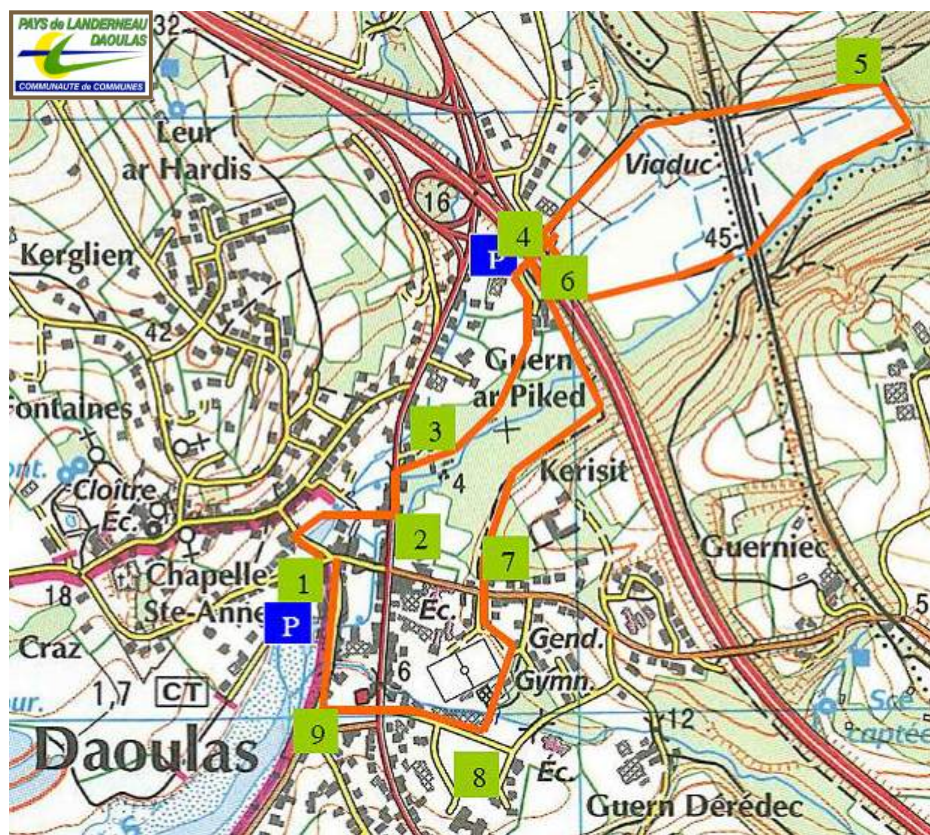 PAYS de LANDERNEAU
DAOULAS
COMMUNAUTE de COMMUNES
32
Leur
ar Hardis
5
Viaduc
16
4
P
45
Kerglien
6
42
Guern
ar Piked
3
4
Kerisit
Cloître
Éc.
2
Guerniec
7
Chapelle
Ste-Anne
1
18
P
Éc.
Gend.
Gymn.
Craz
6
1,7
CT
9
12
Daoulas
8
Éc.
Guern Dérédec